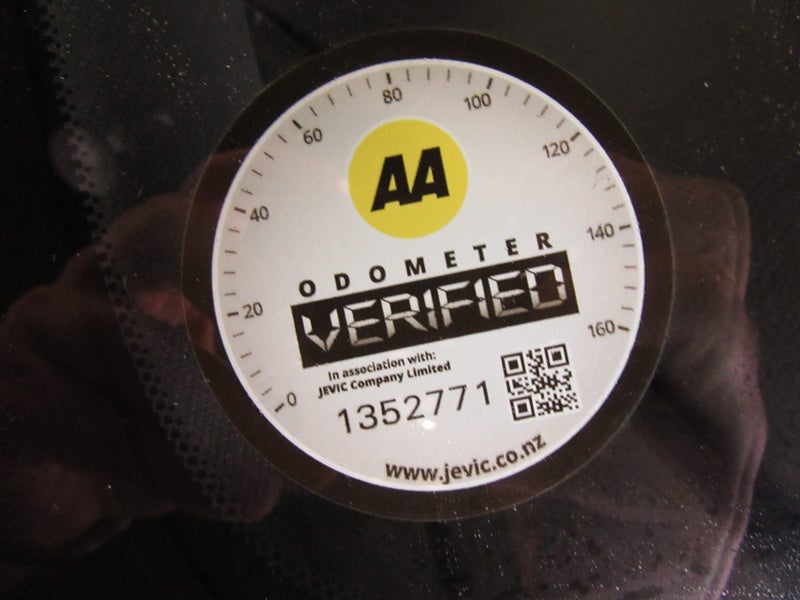 80
100
60
120
AA
40
140
ODOMETER
VERIFIED
20
160
In association with:
JEVIC Company Limited
0
1352771
www.jevic.co.nz